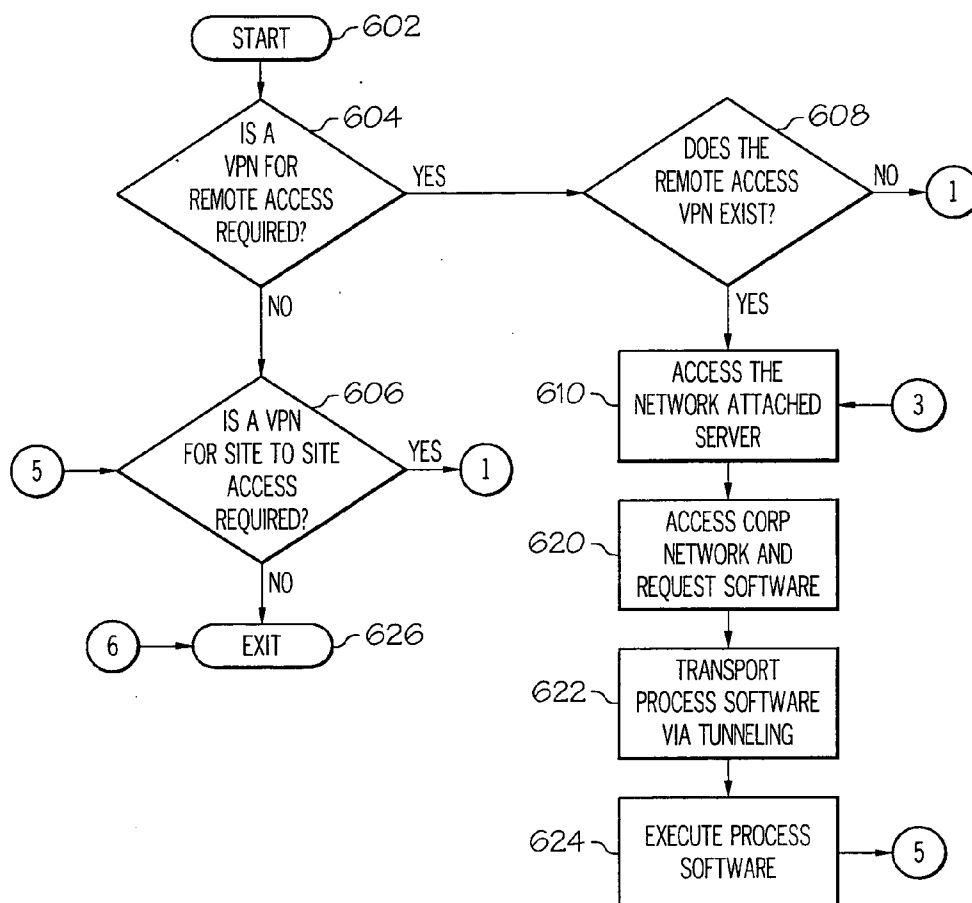 START
602
IS A
VPN FOR
REMOTE ACCESS
REQUIRED?
604
YES
NO
DOES THE
REMOTE ACCESS
VPN EXIST?
608
NO
1
YES
5
IS A VPN
FOR SITE TO SITE
ACCESS
REQUIRED?
606
YES
1
NO
6
EXIT
626
610
ACCESS THE
NETWORK ATTACHED
SERVER
3
620
ACCESS CORP
NETWORK AND
REQUEST SOFTWARE
622
TRANSPORT
PROCESS SOFTWARE
VIA TUNNELING
624
EXECUTE PROCESS
SOFTWARE
5